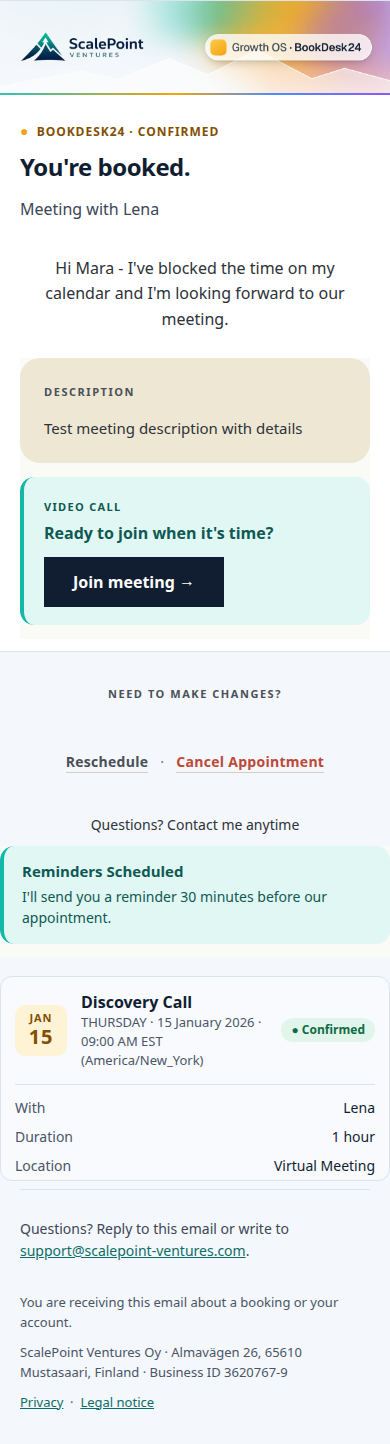 ScalePoint
VENTURES
Growth OS · BookDesk24
BOOKDESK24 · CONFIRMED
You're booked.
Meeting with Lena
Hi Mara - I've blocked the time on my
calendar and I'm looking forward to our
meeting.
DESCRIPTION
Test meeting description with details
VIDEO CALL
Ready to join when it's time?
Join meeting →
NEED TO MAKE CHANGES?
Reschedule · Cancel Appointment
Questions? Contact me anytime
Reminders Scheduled
I'll send you a reminder 30 minutes before our
appointment.
JAN
15
Discovery Call
THURSDAY · 15 January 2026 ·
09:00 AM EST
(America/New_York)
● Confirmed
With Lena
Duration 1 hour
Location Virtual Meeting
Questions? Reply to this email or write to
support@scalepoint-ventures.com.
You are receiving this email about a booking or your
account.
ScalePoint Ventures Oy · Almavägen 26, 65610
Mustasaari, Finland · Business ID 3620767-9
Privacy · Legal notice